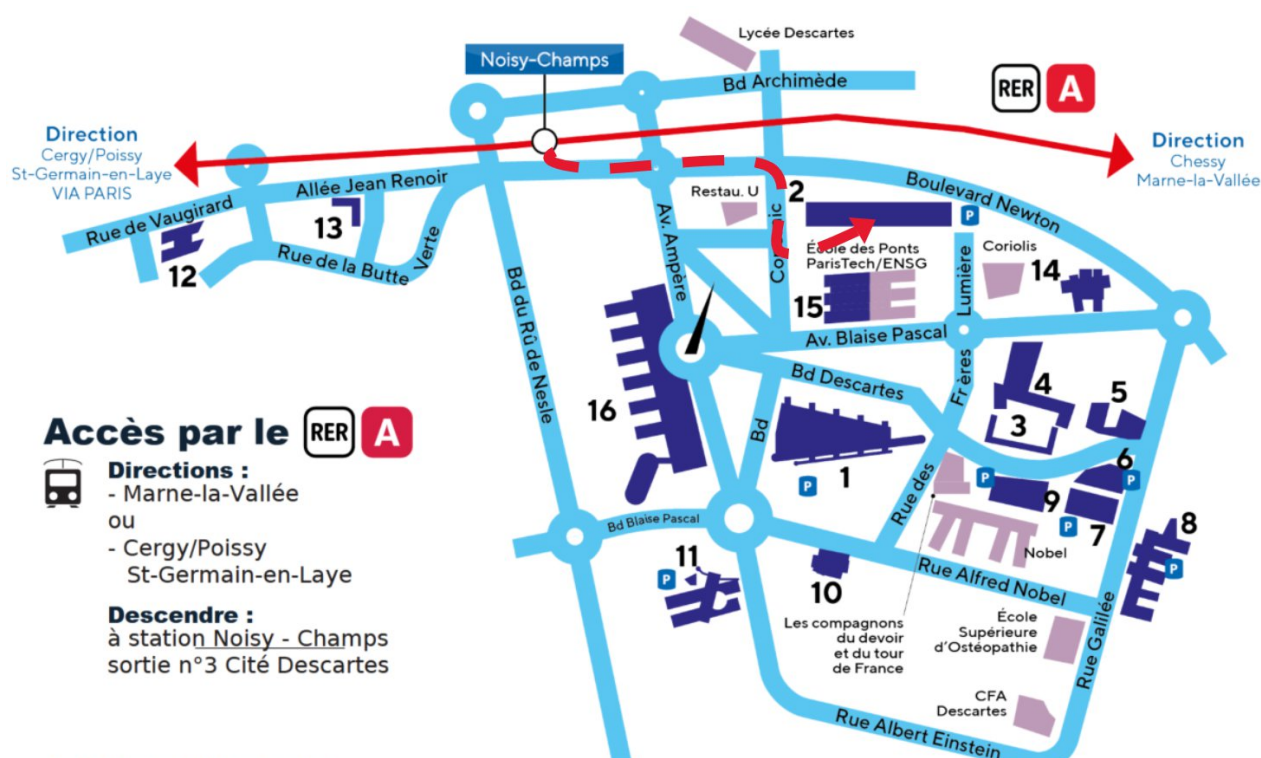 Lycée Descartes
Noisy-Champs
Bd Archimède
RER A
Direction
Cergy/Poissy
St-Germain-en-Laye
VIA PARIS
Direction
Chessy
Marne-la-Vallée
Allée Jean Renoir
Rue de Vaugirard
Boulevard Newton
Restau. U
2
P
13
12
Rue de la Butte
Verte
Av. Ampère
École des Ponts
ParisTech/ENSG
Coriolis
14
Lumière
15
Bd du Rû de Nesle
Av. Blaise Pascal
Bd Descartes
Frères
4
5
3
16
Accès par le RER A
Directions :
- Marne-la-Vallée
ou
- Cergy/Poissy
St-Germain-en-Laye
Descendre :
à station Noisy - Champs
sortie n°3 Cité Descartes
Bd
1
P
Rue des
P
6
P
9
7
P
8
P
Bd Blaise Pascal
Nobel
11
P
10
Rue Alfred Nobel
Les compagnons
du devoir
et du tour
de France
École
Supérieure
d'Ostéopathie
Rue Galilée
CFA
Descartes
Rue Albert Einstein